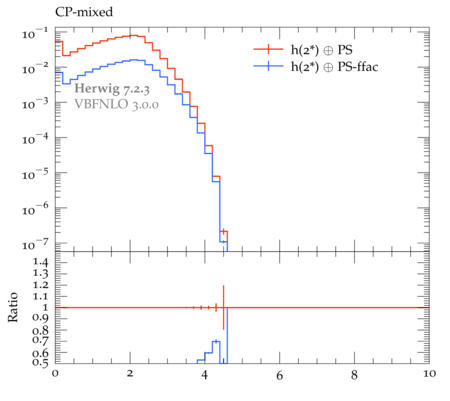 CP-mixed
h(2*) ⊕ PS
h(2*) ⊕ PS-ffac
Herwig 7.2.3
VBFNLO 3.0.0
10⁻¹
10⁻²
10⁻³
10⁻⁴
10⁻⁵
10⁻⁶
10⁻⁷
Ratio
1.4
1.3
1.2
1.1
1
0.9
0.8
0.7
0.6
0.5
0 2 4 6 8 10